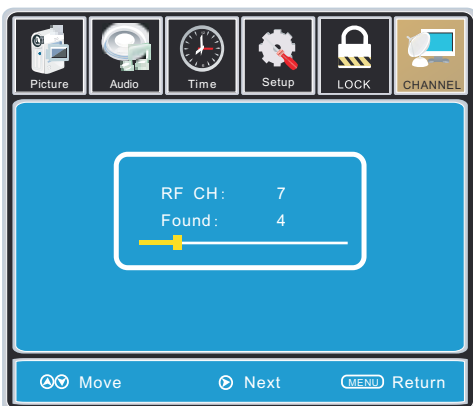 Picture Audio Time Setup LOCK CHANNEL
RF CH: 7
Found: 4
Move Next MENU Return